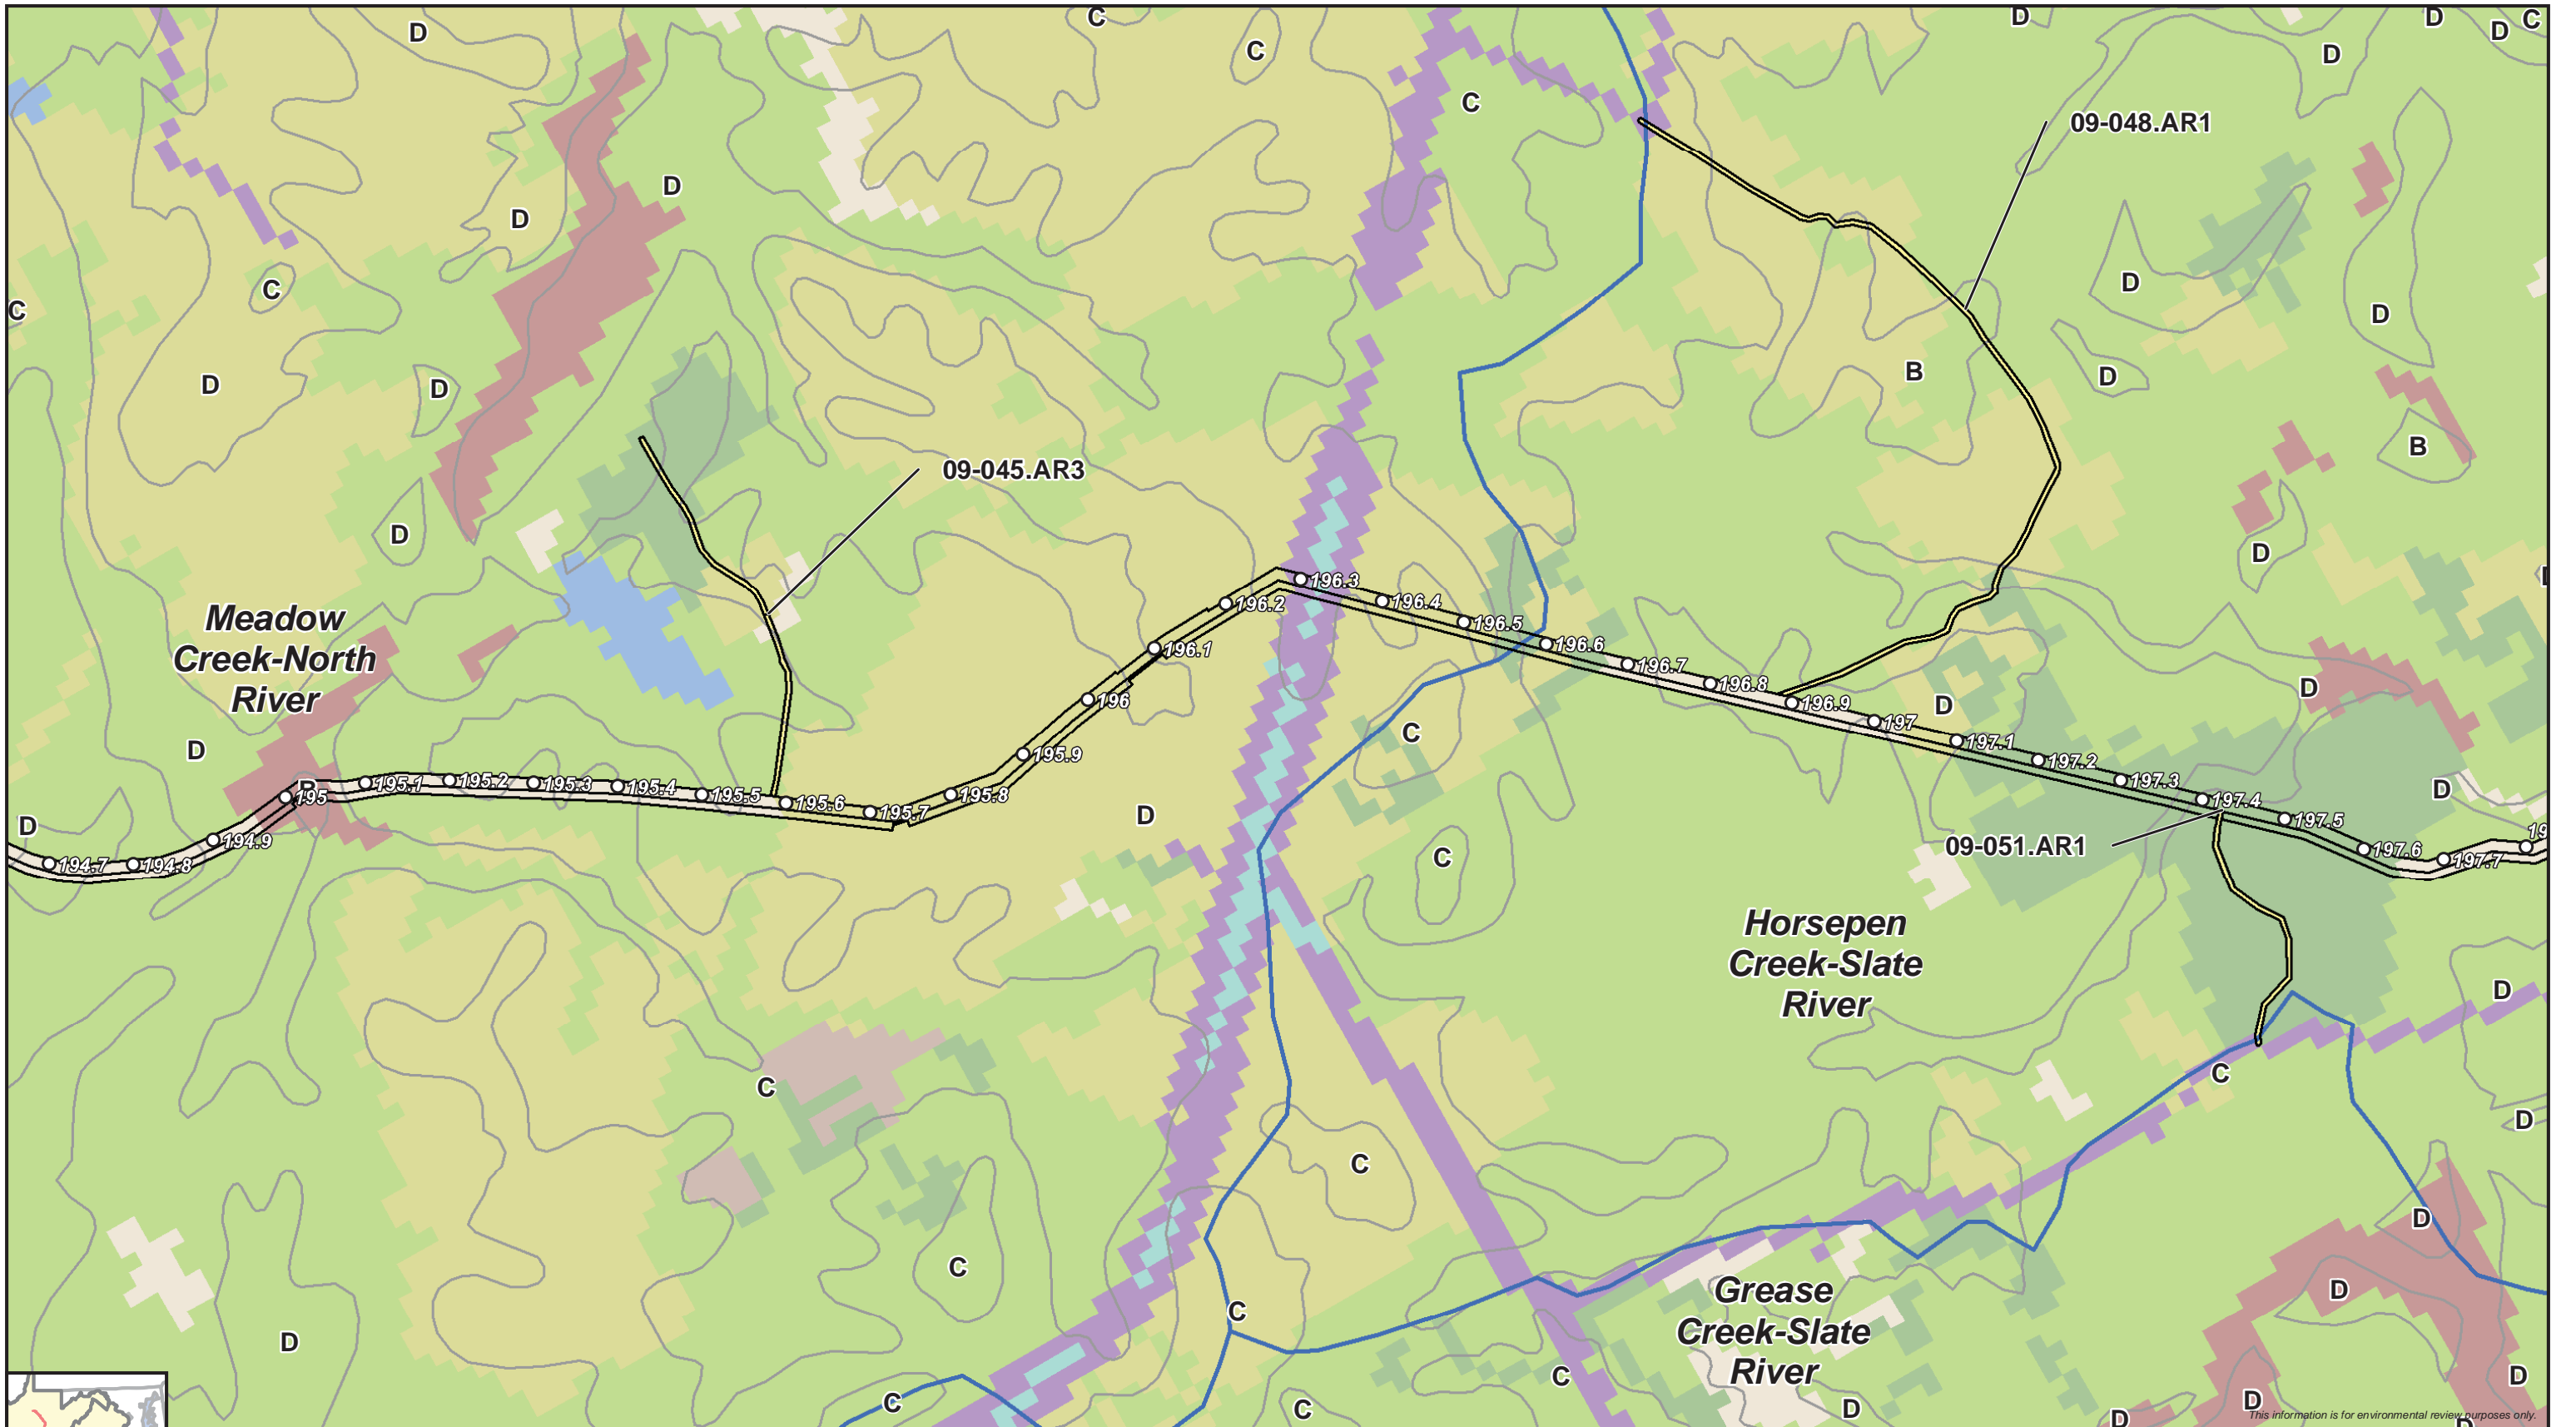 D
C
C
D
D
D
D
C
C
D
09-048.AR1
D
D
C
D
C
D
B
D
D
D
B
09-045.AR3
D
D
Meadow
Creek-North
River
196.3
196.2
196.4
196.5
196.1
196.6
196.7
196.8
196.9
196
197
197.1
197.2
197.3
197.4
197.5
197.6
197.7
D
D
C
D
195.9
195
195.1
195.2
195.3
195.4
195.5
195.6
195.7
195.8
D
D
D
194.7
194.8
194.9
09-051.AR1
C
Horsepen
Creek-Slate
River
D
C
C
D
C
C
D
C
D
D
Grease
Creek-Slate
River
C
C
C
D
D
D
D
This information is for environmental review purposes only.